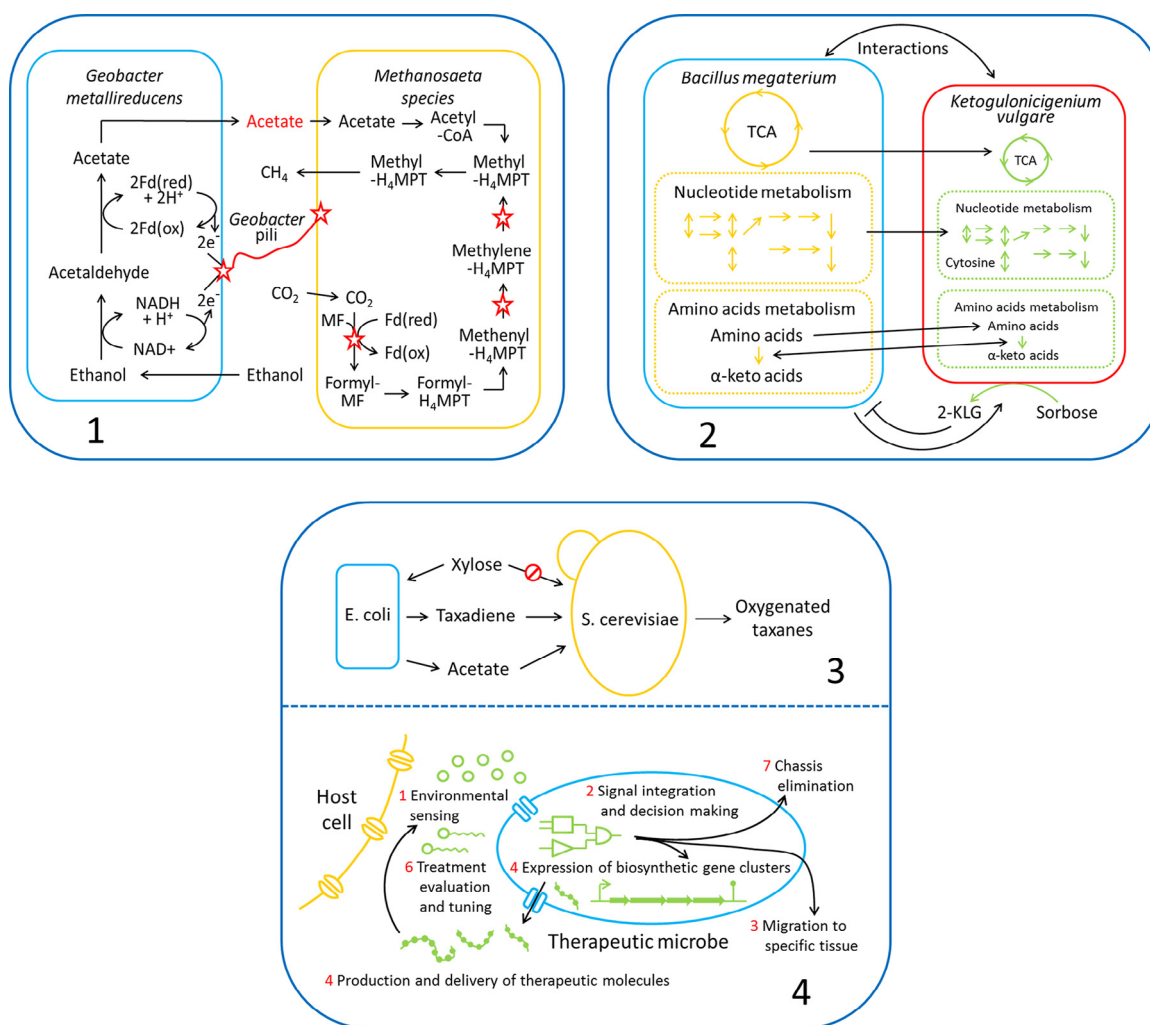 Geobacter
metallireducens
Methanosaeta
species
Acetate
Acetate
Acetyl
-CoA
Acetate
CH4
Methyl
-H4MPT
Methyl
-H4MPT
2Fd(red)
+ 2H+
2Fd(ox)
2e-
Geobacter
pili
Acetaldehyde
Methylene
-H4MPT
NADH
+ H+
2e-
NAD+
CO2
CO2
MF
Fd(red)
Fd(ox)
Methenyl
-H4MPT
Ethanol
Ethanol
Formyl-
MF
Formyl-
H4MPT
1
Interactions
Bacillus megaterium
Ketogulonicigenium
vulgare
TCA
TCA
Nucleotide metabolism
Nucleotide metabolism
Cytosine
Amino acids metabolism
Amino acids
α-keto acids
Amino acids metabolism
Amino acids
α-keto acids
2-KLG
Sorbose
2
Xylose
E. coli
Taxadiene
S. cerevisiae
Oxygenated
taxanes
Acetate
3
Host
cell
1 Environmental
sensing
2 Signal integration
and decision making
7 Chassis
elimination
6 Treatment
evaluation
and tuning
4 Expression of biosynthetic gene clusters
3 Migration to
specific tissue
Therapeutic microbe
4 Production and delivery of therapeutic molecules
4